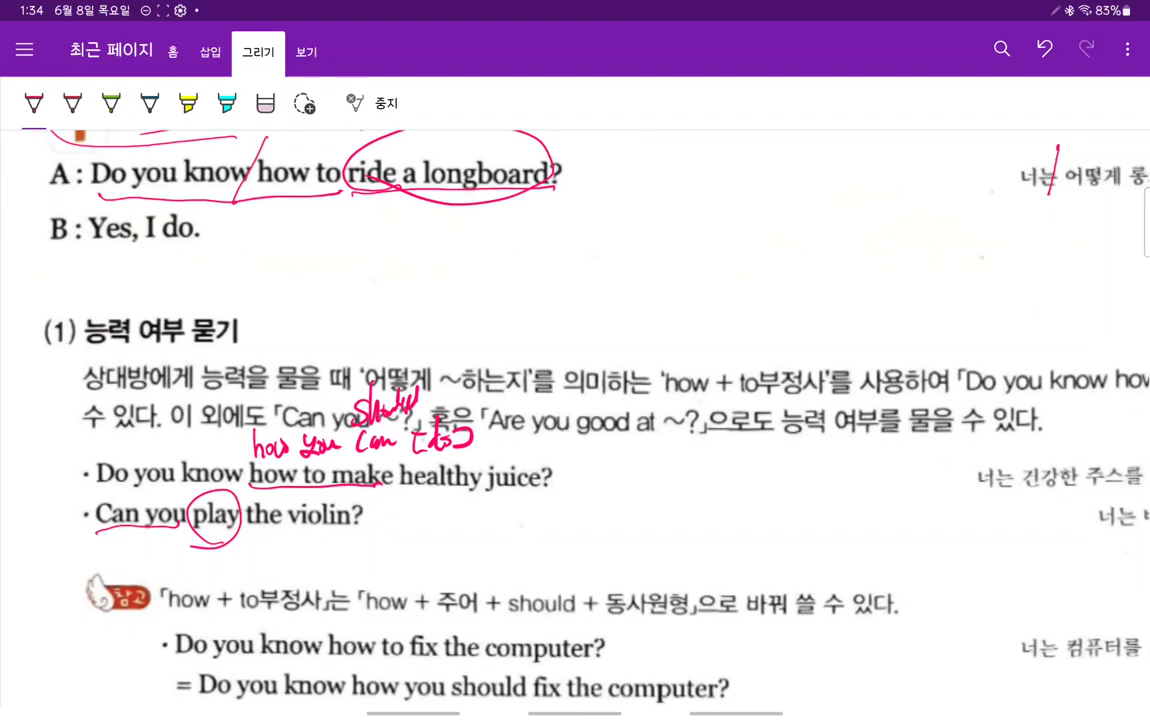 1:34 6월 8일 목요일 83%
최근 페이지 홈 삽입 그리기 보기
중지
A : Do you know how to ride a longboard? 너는 어떻게 롱
B : Yes, I do.
(1) 능력 여부 묻기
상대방에게 능력을 물을 때 '어떻게 ~하는지'를 의미하는 'how + to부정사'를 사용하여 「Do you know how
수 있다. 이 외에도 「Can you ~?」 혹은 「Are you good at ~?」으로도 능력 여부를 물을 수 있다.
should
how you can
· Do you know how to make healthy juice? 너는 건강한 주스를
· Can you play the violin? 너는
참고 「how + to부정사」는 「how + 주어 + should + 동사원형」으로 바꿔 쓸 수 있다.
· Do you know how to fix the computer? 너는 컴퓨터를
= Do you know how you should fix the computer?